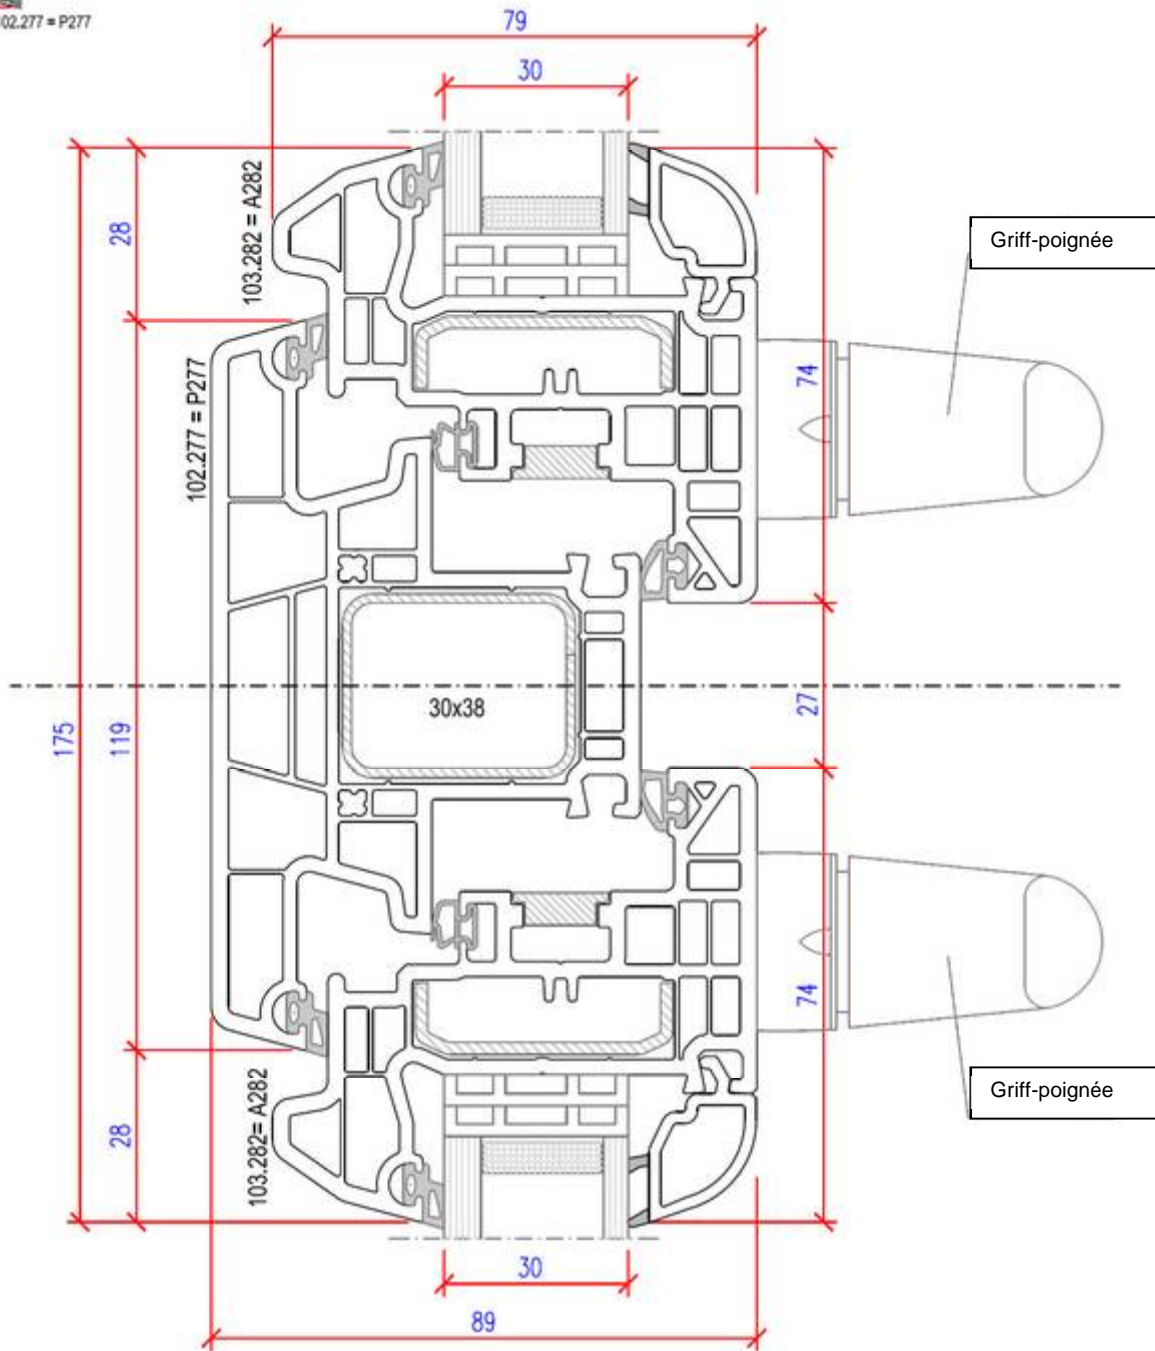 02.277 = P277
79
30
28
103.282 = A282
Griff-poignée
102.277 = P277
74
30x38
175
119
27
74
28
103.282= A282
Griff-poignée
30
89